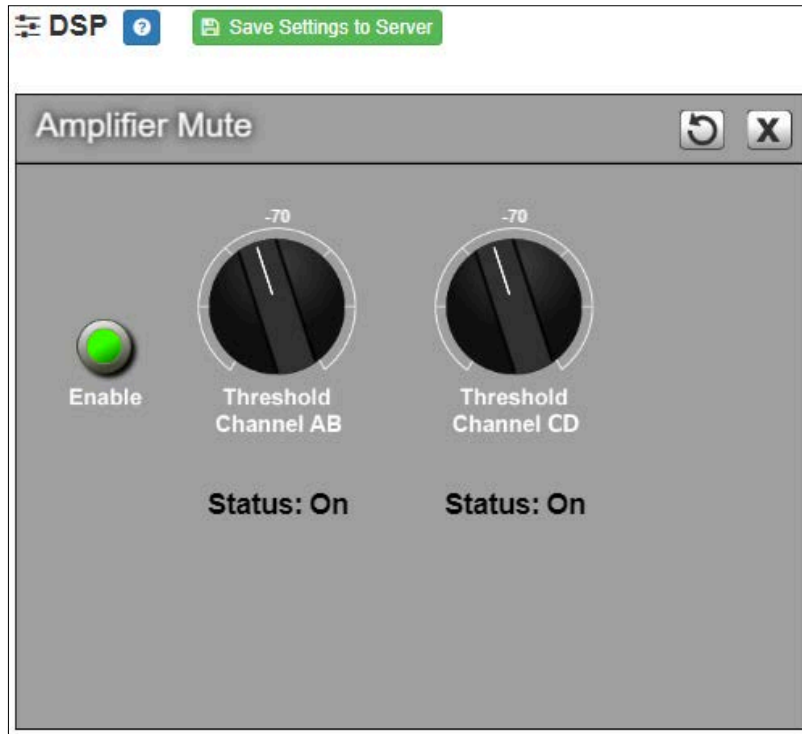 DSP
Save Settings to Server
Amplifier Mute
-70
-70
Enable
Threshold
Channel AB
Threshold
Channel CD
Status: On
Status: On